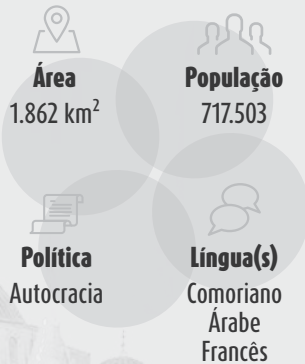 Área
1.862 km²
População
717.503
Política
Autocracia
Língua(s)
Comoriano
Árabe
Francês